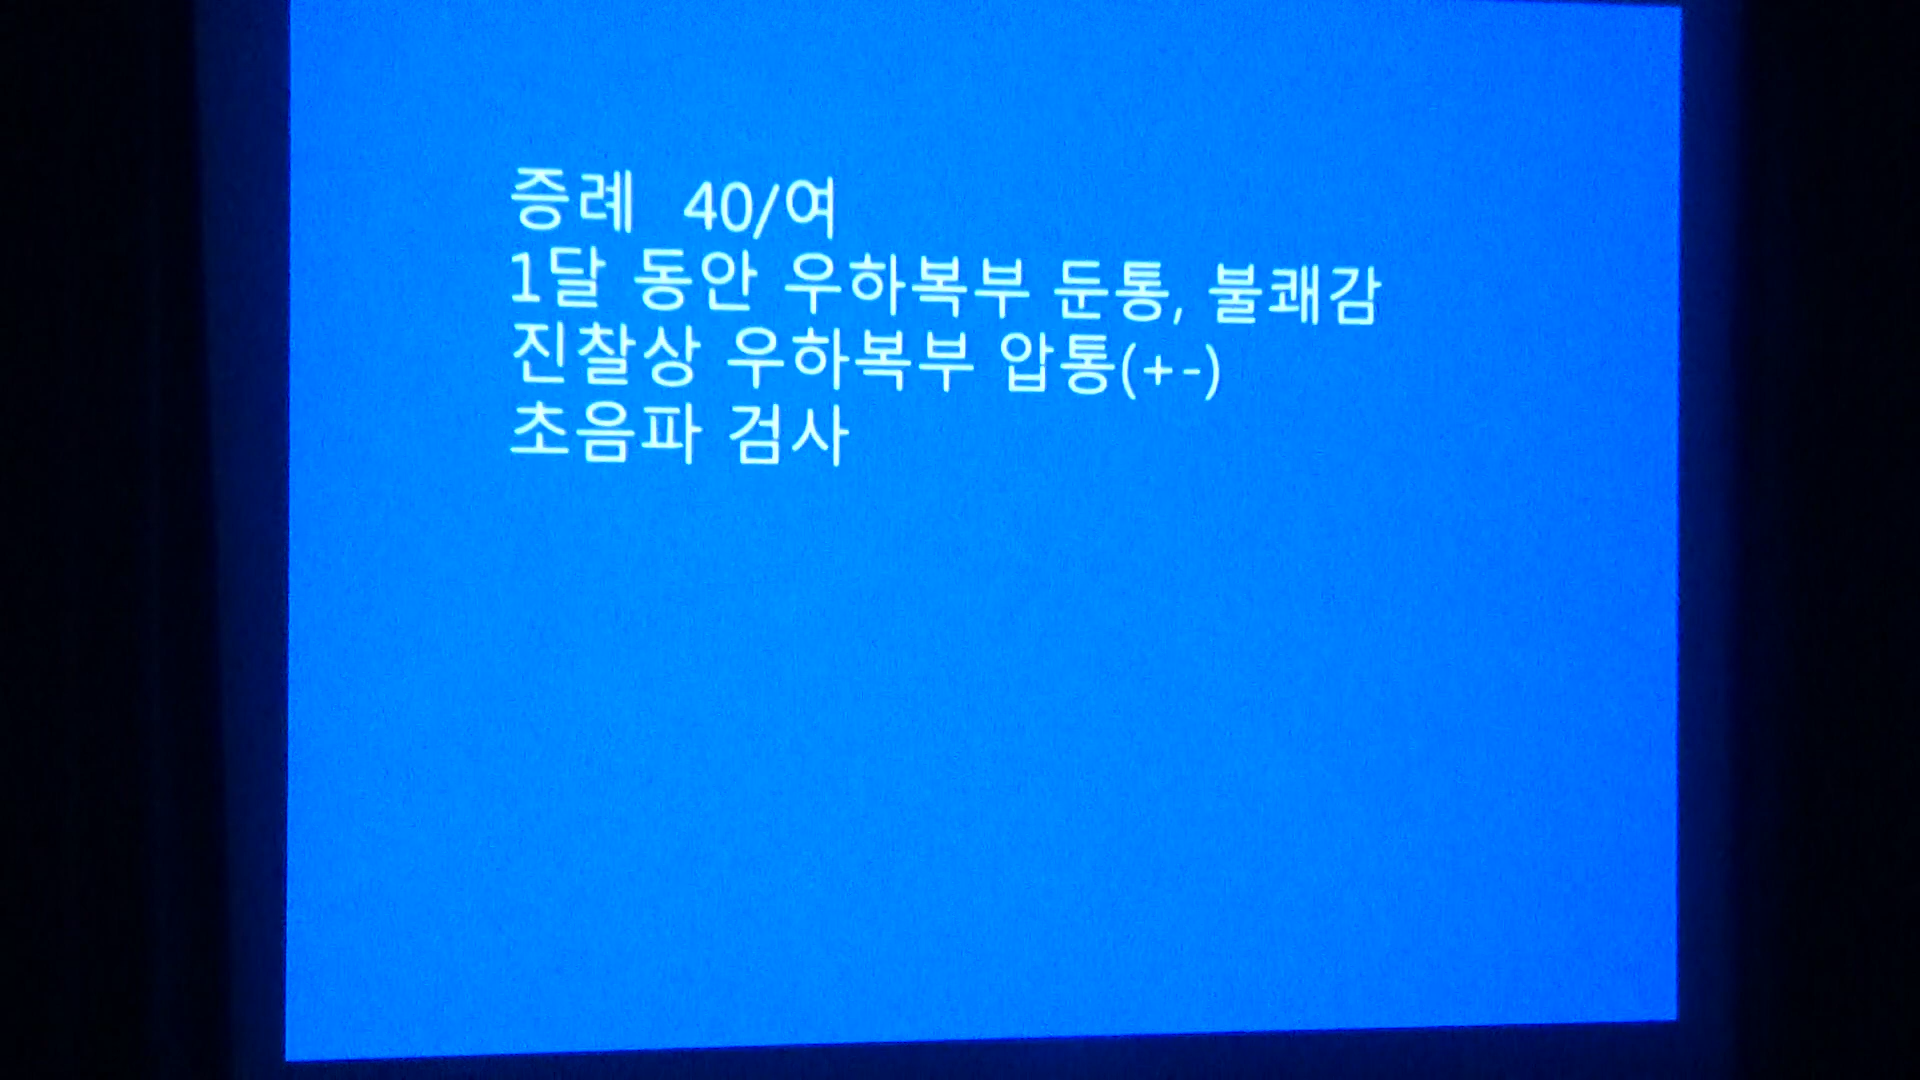 증례 40/여
1달 동안 우하복부 둔통, 불쾌감
진찰상 우하복부 압통(+-)
초음파 검사